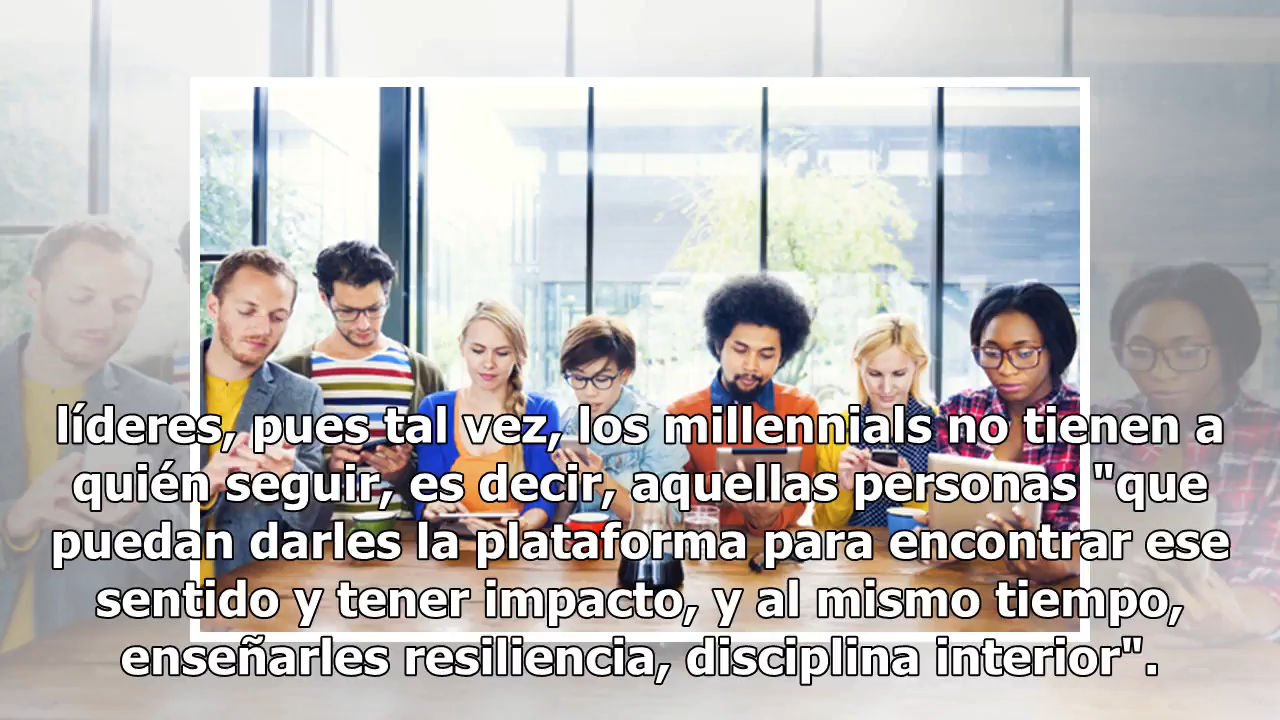 líderes, pues tal vez, los millennials no tienen a
quién seguir, es decir, aquellas personas "que
puedan darles la plataforma para encontrar ese
sentido y tener impacto, y al mismo tiempo,
enseñarles resiliencia, disciplina interior".